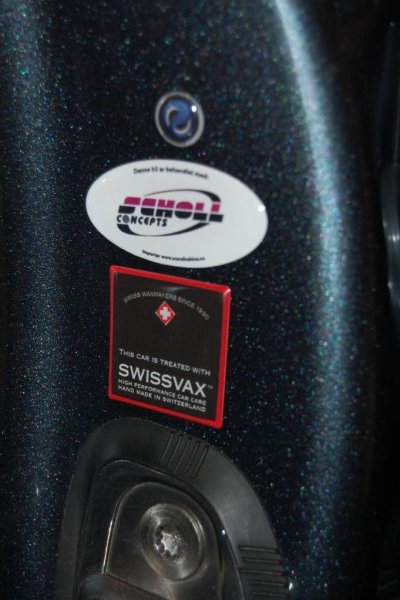 Denne bil er behandlet med:
SCHOLL
CONCEPTS
SWISS WAXMAKERS SINCE 1930
THIS CAR IS TREATED WITH
SWISSVAX™
HIGH PERFORMANCE CAR CARE
HAND MADE IN SWITZERLAND